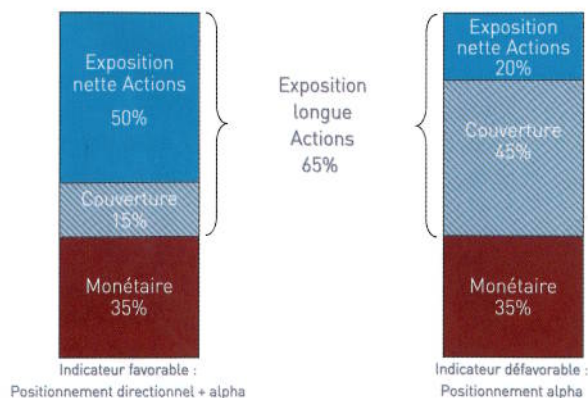 Exposition
nette Actions
50%
Couverture
15%
Monétaire
35%
Indicateur favorable :
Positionnement directionnel + alpha
Exposition
longue
Actions
65%
Exposition
nette Actions
20%
Couverture
45%
Monétaire
35%
Indicateur défavorable :
Positionnement alpha